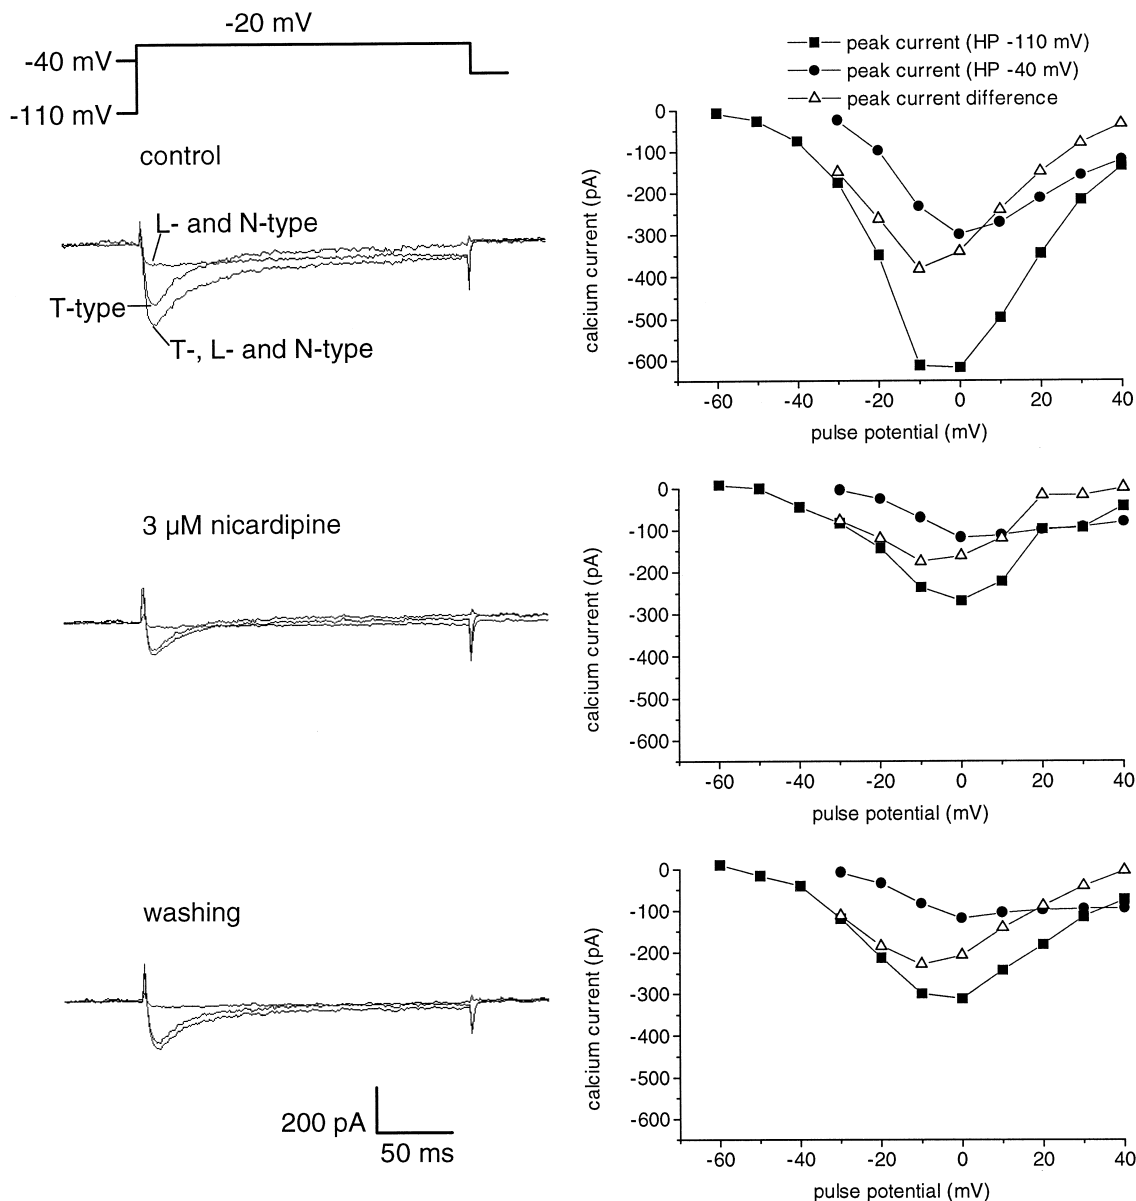 -20 mV
-40 mV
-110 mV
control
L- and N-type
T-type
T-, L- and N-type
peak current (HP -110 mV)
peak current (HP -40 mV)
peak current difference
0
-100
-200
-300
-400
-500
-600
calcium current (pA)
-60 -40 -20 0 20 40
pulse potential (mV)
3 µM nicardipine
0
-100
-200
-300
-400
-500
-600
calcium current (pA)
-60 -40 -20 0 20 40
pulse potential (mV)
washing
200 pA
50 ms
0
-100
-200
-300
-400
-500
-600
calcium current (pA)
-60 -40 -20 0 20 40
pulse potential (mV)